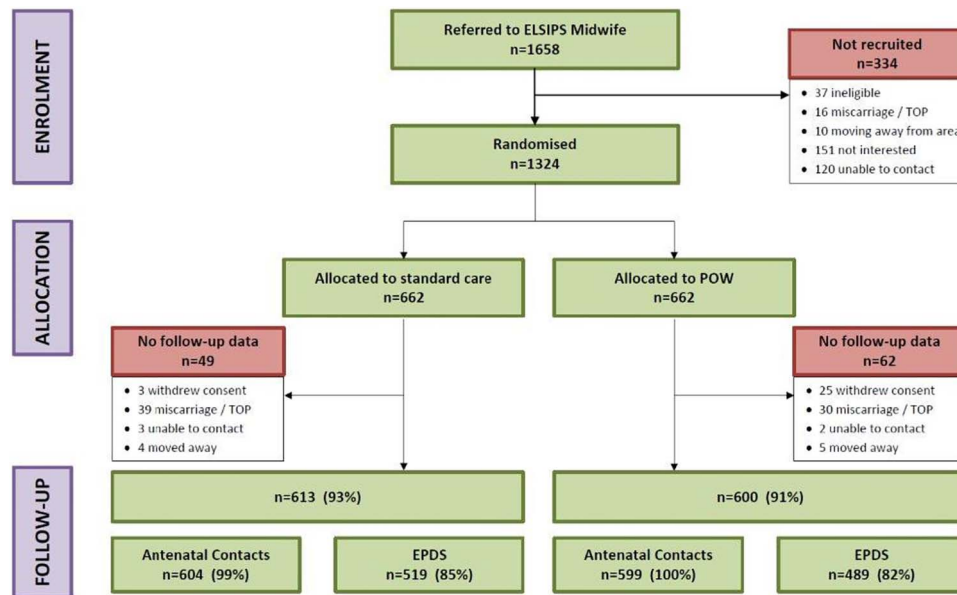 ENROLMENT
Referred to ELSIPS Midwife
n=1658
Not recruited
n=334
• 37 ineligible
• 16 miscarriage / TOP
• 10 moving away from area
• 151 not interested
• 120 unable to contact
Randomised
n=1324
ALLOCATION
Allocated to standard care
n=662
Allocated to POW
n=662
No follow-up data
n=49
• 3 withdrew consent
• 39 miscarriage / TOP
• 3 unable to contact
• 4 moved away
No follow-up data
n=62
• 25 withdrew consent
• 30 miscarriage / TOP
• 2 unable to contact
• 5 moved away
FOLLOW-UP
n=613 (93%)
n=600 (91%)
Antenatal Contacts
n=604 (99%)
EPDS
n=519 (85%)
Antenatal Contacts
n=599 (100%)
EPDS
n=489 (82%)